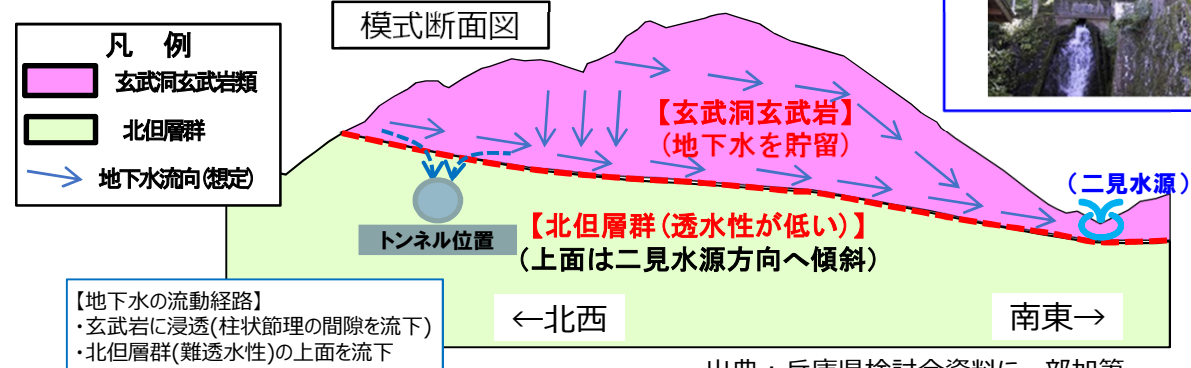 模式断面図
凡 例
玄武洞玄武岩類
北但層群
地下水流向(想定)
【玄武洞玄武岩】
(地下水を貯留)
(二見水源)
トンネル位置
【北但層群(透水性が低い)】
(上面は二見水源方向へ傾斜)
【地下水の流動経路】
・玄武岩に浸透(柱状節理の間隙を流下)
・北但層群(難透水性)の上面を流下
←北西
南東→